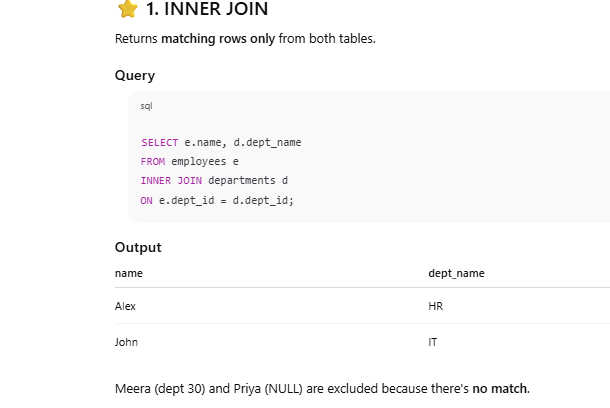 ⭐ 1. INNER JOIN
Returns matching rows only from both tables.
Query
sql
SELECT e.name, d.dept_name
FROM employees e
INNER JOIN departments d
ON e.dept_id = d.dept_id;
Output
name dept_name
Alex HR
John IT
Meera (dept 30) and Priya (NULL) are excluded because there's no match.